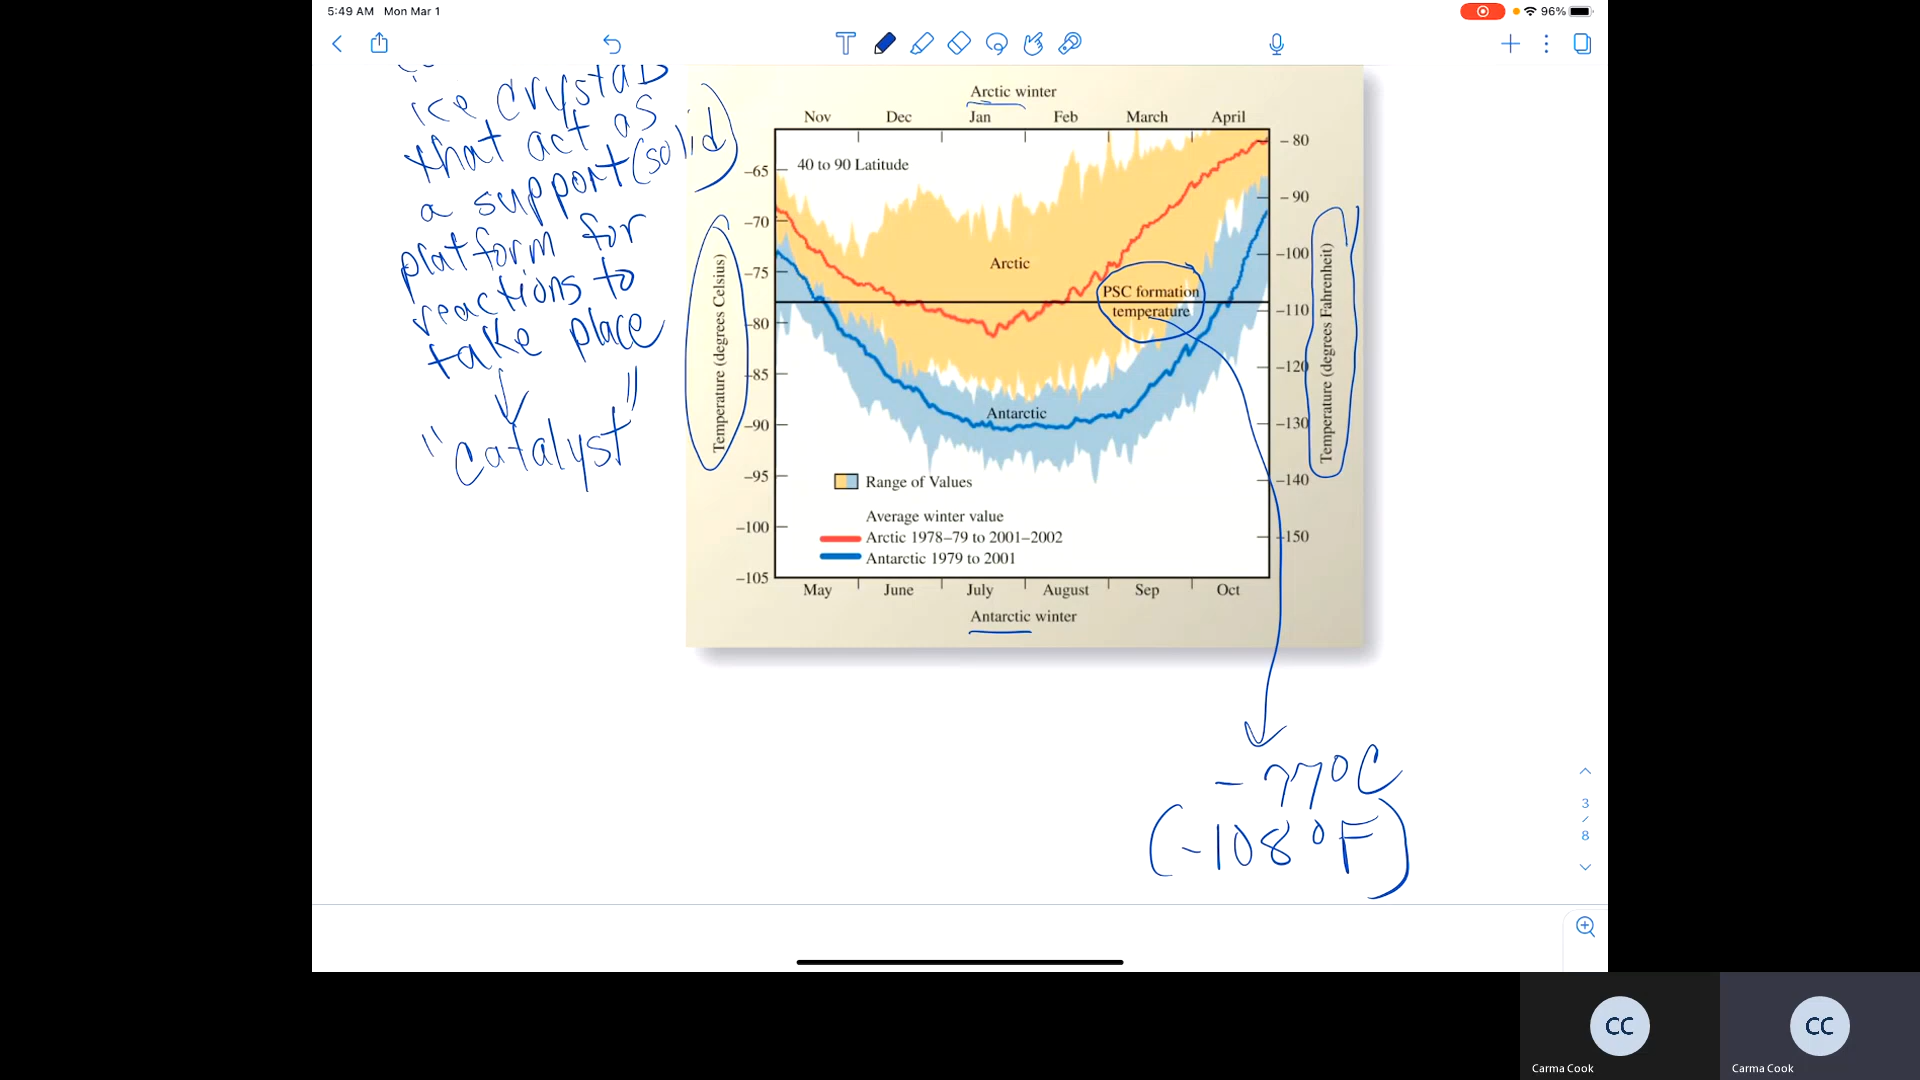 5:49 AM Mon Mar 1
96%
T
ice crystals
that act as
a support (solid)
platform for
reactions to
take place
"catalyst"
Arctic winter
Nov Dec Jan Feb March April
40 to 90 Latitude
-65
-70
-75
-80
-85
-90
-95
-100
-105
Temperature (degrees Celsius)
Arctic
PSC formation
temperature
Antarctic
Range of Values
Average winter value
Arctic 1978–79 to 2001–2002
Antarctic 1979 to 2001
-80
-90
-100
-110
-120
-130
-140
-150
Temperature (degrees Fahrenheit)
May June July August Sep Oct
Antarctic winter
-77°C
(-108°F)
3
/
8
CC
Carma Cook
CC
Carma Cook